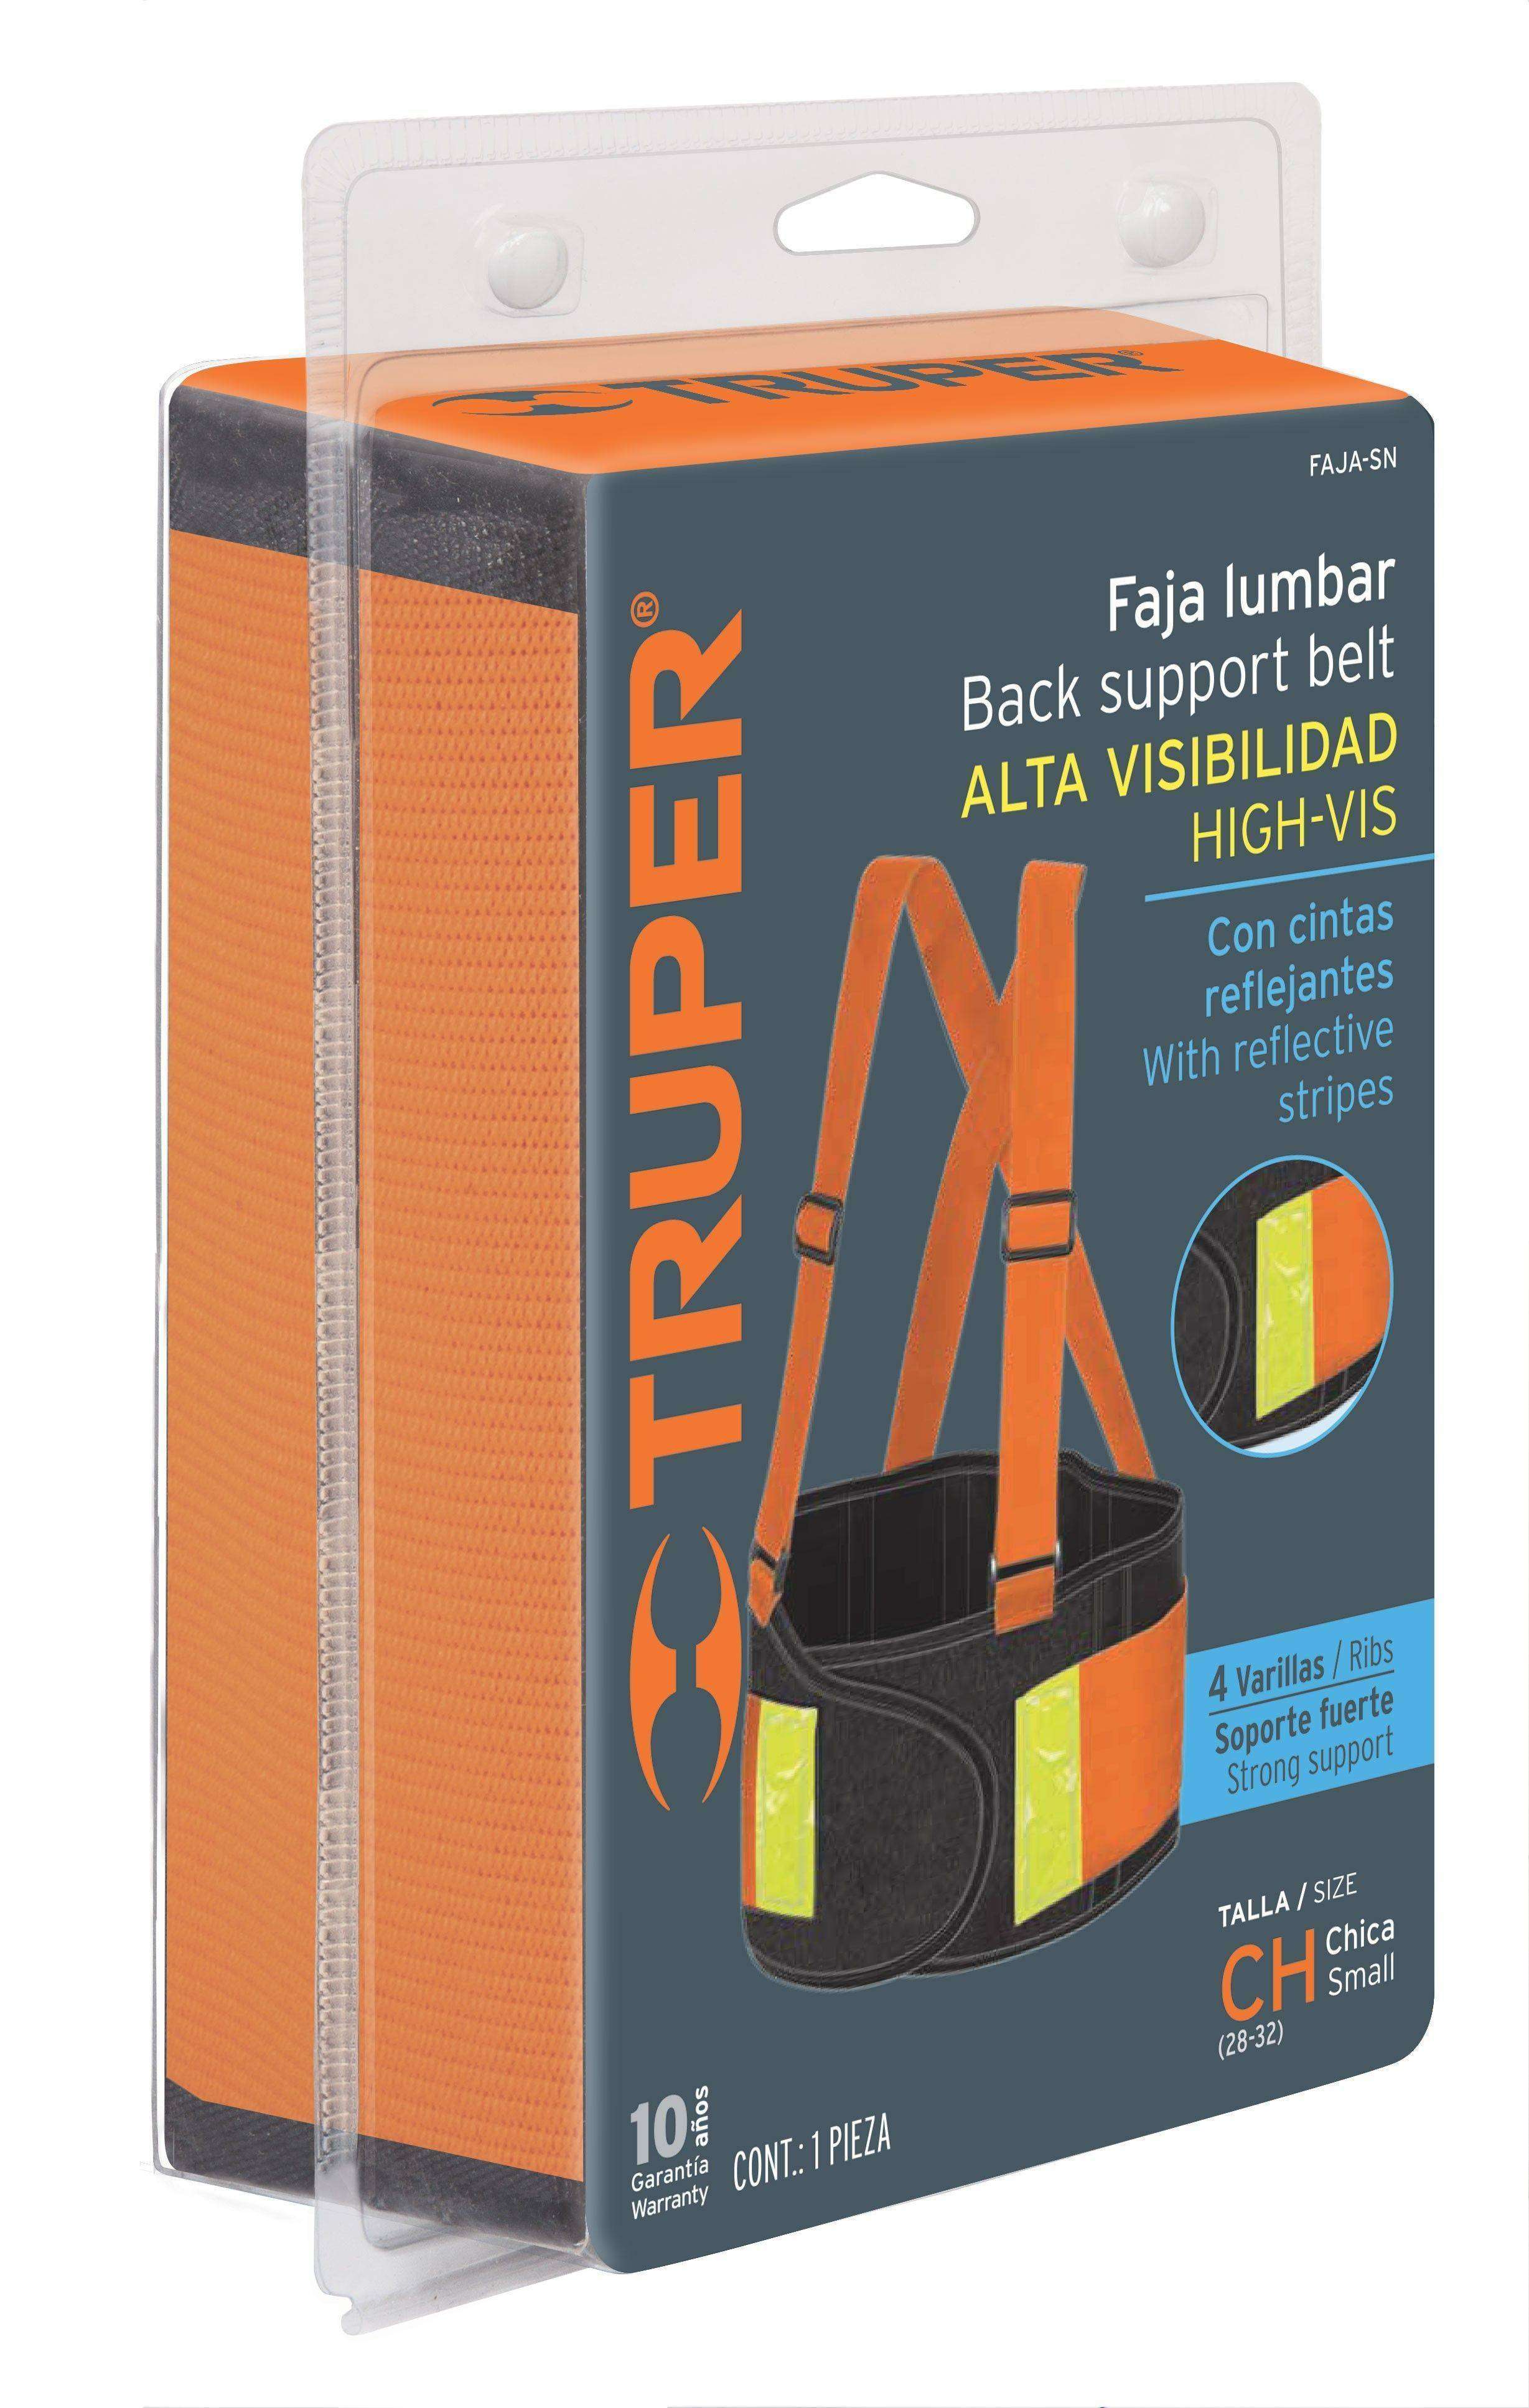 TRUPER®
FAJA-SN
TRUPER®
Faja lumbar
Back support belt
ALTA VISIBILIDAD
HIGH-VIS
Con cintas
reflejantes
With reflective
stripes
4 Varillas / Ribs
Soporte fuerte
Strong support
TALLA / SIZE
CH Chica
Small
(28-32)
10 años
Garantía
Warranty
CONT.: 1 PIEZA